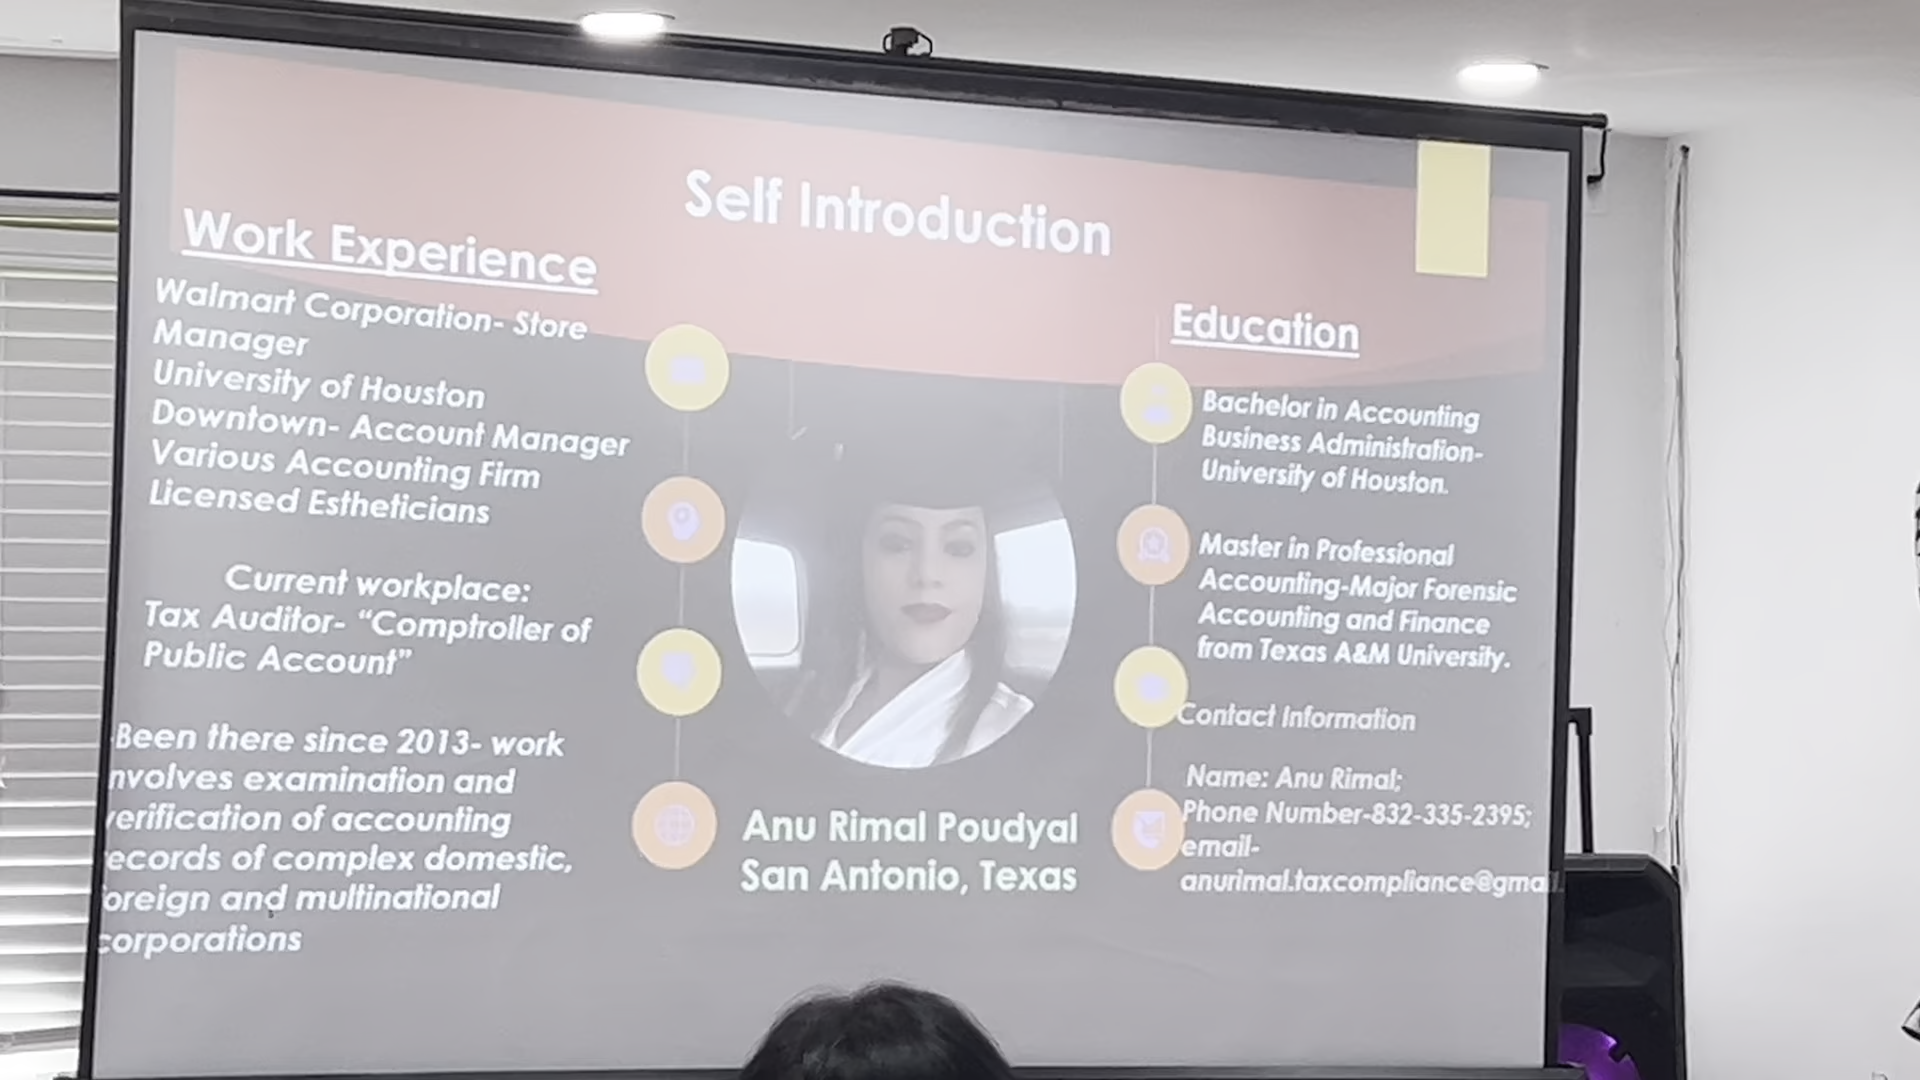 Self Introduction
Work Experience
Walmart Corporation- Store
Manager
University of Houston
Downtown- Account Manager
Various Accounting Firm
Licensed Estheticians
Current workplace:
Tax Auditor- “Comptroller of
Public Account”
Been there since 2013- work
nvolves examination and
verification of accounting
ecords of complex domestic,
foreign and multinational
corporations
Anu Rimal Poudyal
San Antonio, Texas
Education
Bachelor in Accounting
Business Administration-
University of Houston.
Master in Professional
Accounting-Major Forensic
Accounting and Finance
from Texas A&M University.
Contact Information
Name: Anu Rimal;
Phone Number-832-335-2395;
email-
anurimal.taxcompliance@gmail